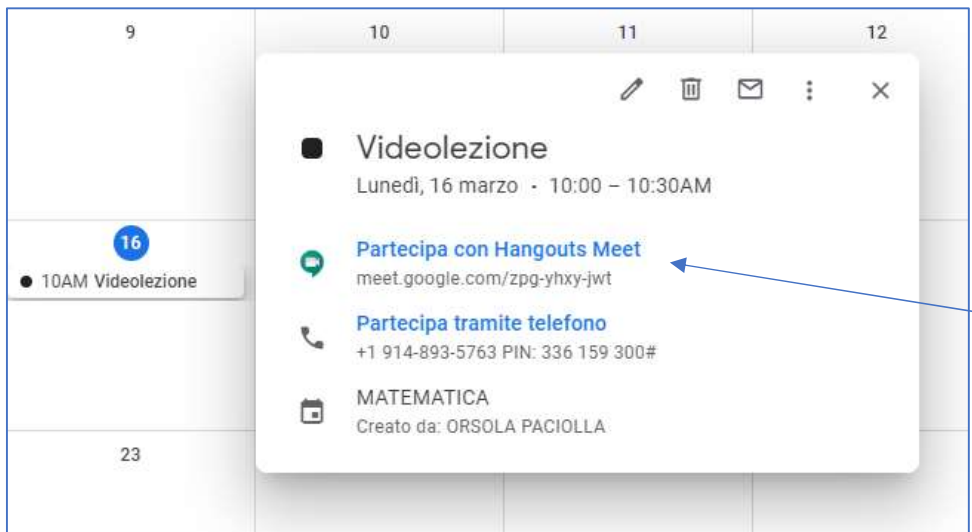 9 10 11 12
Videolezione
Lunedì, 16 marzo • 10:00 – 10:30AM
16
10AM Videolezione
Partecipa con Hangouts Meet
meet.google.com/zpg-yhxy-jwt
Partecipa tramite telefono
+1 914-893-5763 PIN: 336 159 300#
MATEMATICA
Creato da: ORSOLA PACIOLLA
23